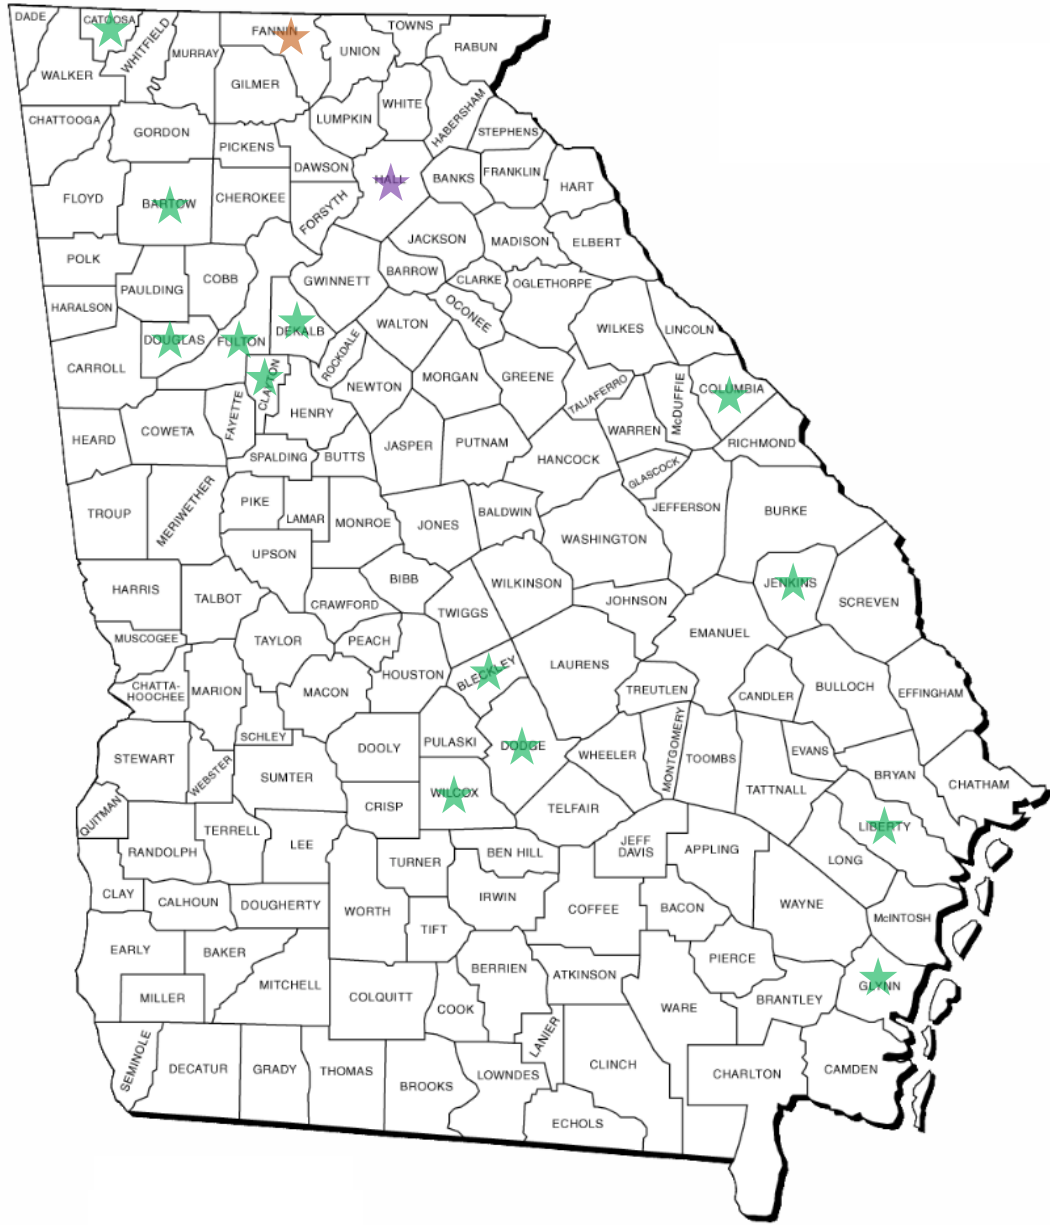 DADE
CATOOSA
FANNIN
TOWNS
RABUN
UNION
WHITFIELD
MURRAY
WALKER
GILMER
WHITE
HABERSHAM
LUMPKIN
CHATTOOGA
GORDON
STEPHENS
PICKENS
DAWSON
BANKS
FRANKLIN
HALL
HART
FLOYD
BARTOW
CHEROKEE
FORSYTH
JACKSON
MADISON
ELBERT
POLK
COBB
GWINNETT
BARROW
CLARKE
OGLETHORPE
PAULDING
HARALSON
OCONEE
WALTON
WILKES
LINCOLN
DOUGLAS
FULTON
DEKALB
ROCKDALE
CARROLL
CLAYTON
NEWTON
MORGAN
GREENE
TALIAFERRO
McDUFFIE
COLUMBIA
FAYETTE
HENRY
WARREN
RICHMOND
HEARD
COWETA
SPALDING
BUTTS
JASPER
PUTNAM
HANCOCK
GLASCOCK
TROUP
MERIWETHER
PIKE
LAMAR
MONROE
JONES
BALDWIN
JEFFERSON
BURKE
WASHINGTON
UPSON
HARRIS
TALBOT
BIBB
CRAWFORD
TWIGGS
WILKINSON
JOHNSON
JENKINS
SCREVEN
MUSCOGEE
TAYLOR
PEACH
EMANUEL
HOUSTON
BLECKLEY
LAURENS
CHATTA-
HOOCHEE
MARION
MACON
TREUTLEN
CANDLER
BULLOCH
EFFINGHAM
SCHLEY
DOOLY
PULASKI
DODGE
WHEELER
MONTGOMERY
TOOMBS
EVANS
STEWART
WEBSTER
SUMTER
BRYAN
CHATHAM
TATTNALL
QUITMAN
CRISP
WILCOX
TELFAIR
LIBERTY
TERRELL
LEE
RANDOLPH
TURNER
BEN HILL
JEFF
DAVIS
APPLING
LONG
CLAY
CALHOUN
DOUGHERTY
WORTH
IRWIN
COFFEE
BACON
WAYNE
McINTOSH
TIFT
EARLY
BAKER
MITCHELL
BERRIEN
ATKINSON
PIERCE
MILLER
COLQUITT
COOK
WARE
BRANTLEY
GLYNN
LANIER
SEMINOLE
DECATUR
GRADY
THOMAS
BROOKS
LOWNDES
CLINCH
CHARLTON
CAMDEN
ECHOLS